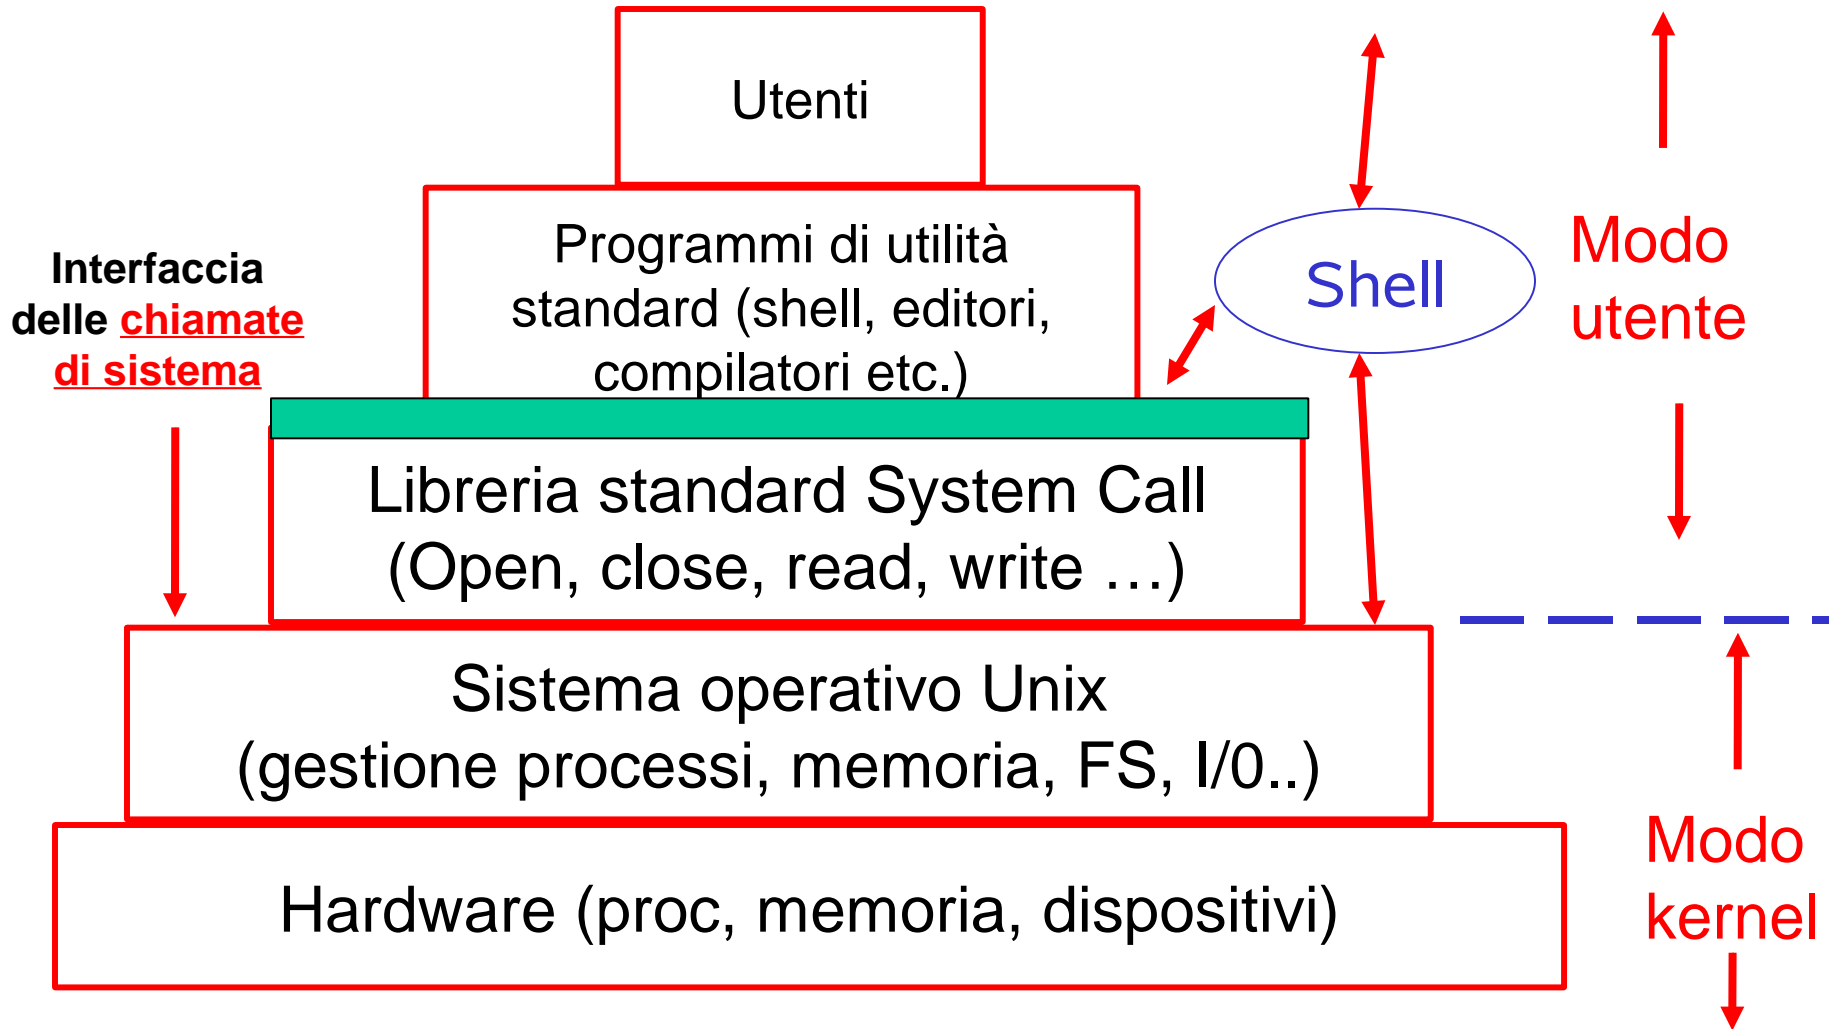 Utenti
Programmi di utilità
standard (shell, editori,
compilatori etc.)
Interfaccia
delle chiamate
di sistema
Shell
Modo
utente
Libreria standard System Call
(Open, close, read, write …)
Sistema operativo Unix
(gestione processi, memoria, FS, I/0..)
Hardware (proc, memoria, dispositivi)
Modo
kernel